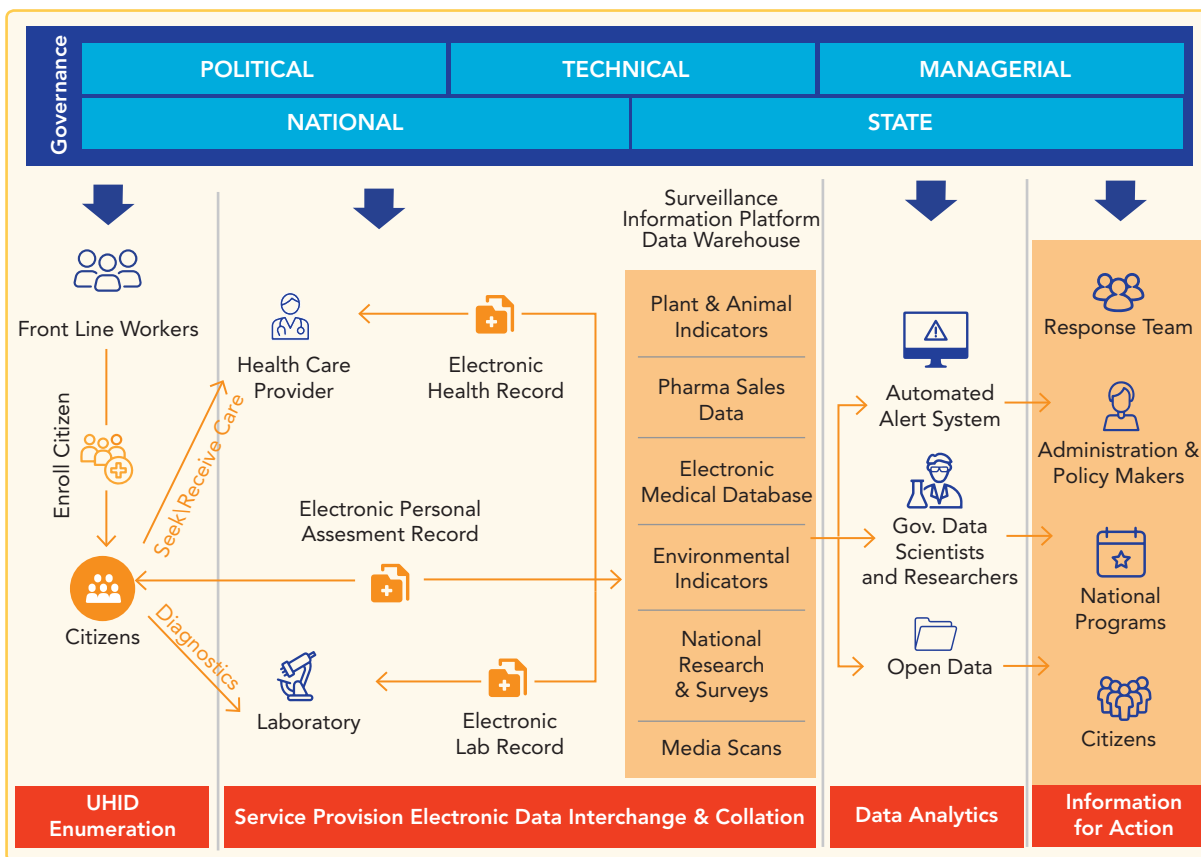 Governance
POLITICAL
TECHNICAL
MANAGERIAL
NATIONAL
STATE
Front Line Workers
Enroll Citizen
Citizens
Seek\Receive Care
Diagnostics
Health Care
Provider
Electronic
Health Record
Electronic Personal
Assesment Record
Laboratory
Electronic
Lab Record
Surveillance
Information Platform
Data Warehouse
Plant & Animal
Indicators
Pharma Sales
Data
Electronic
Medical Database
Environmental
Indicators
National
Research
& Surveys
Media Scans
Automated
Alert System
Gov. Data
Scientists
and Researchers
Open Data
Response Team
Administration &
Policy Makers
National
Programs
Citizens
UHID
Enumeration
Service Provision Electronic Data Interchange & Collation
Data Analytics
Information
for Action